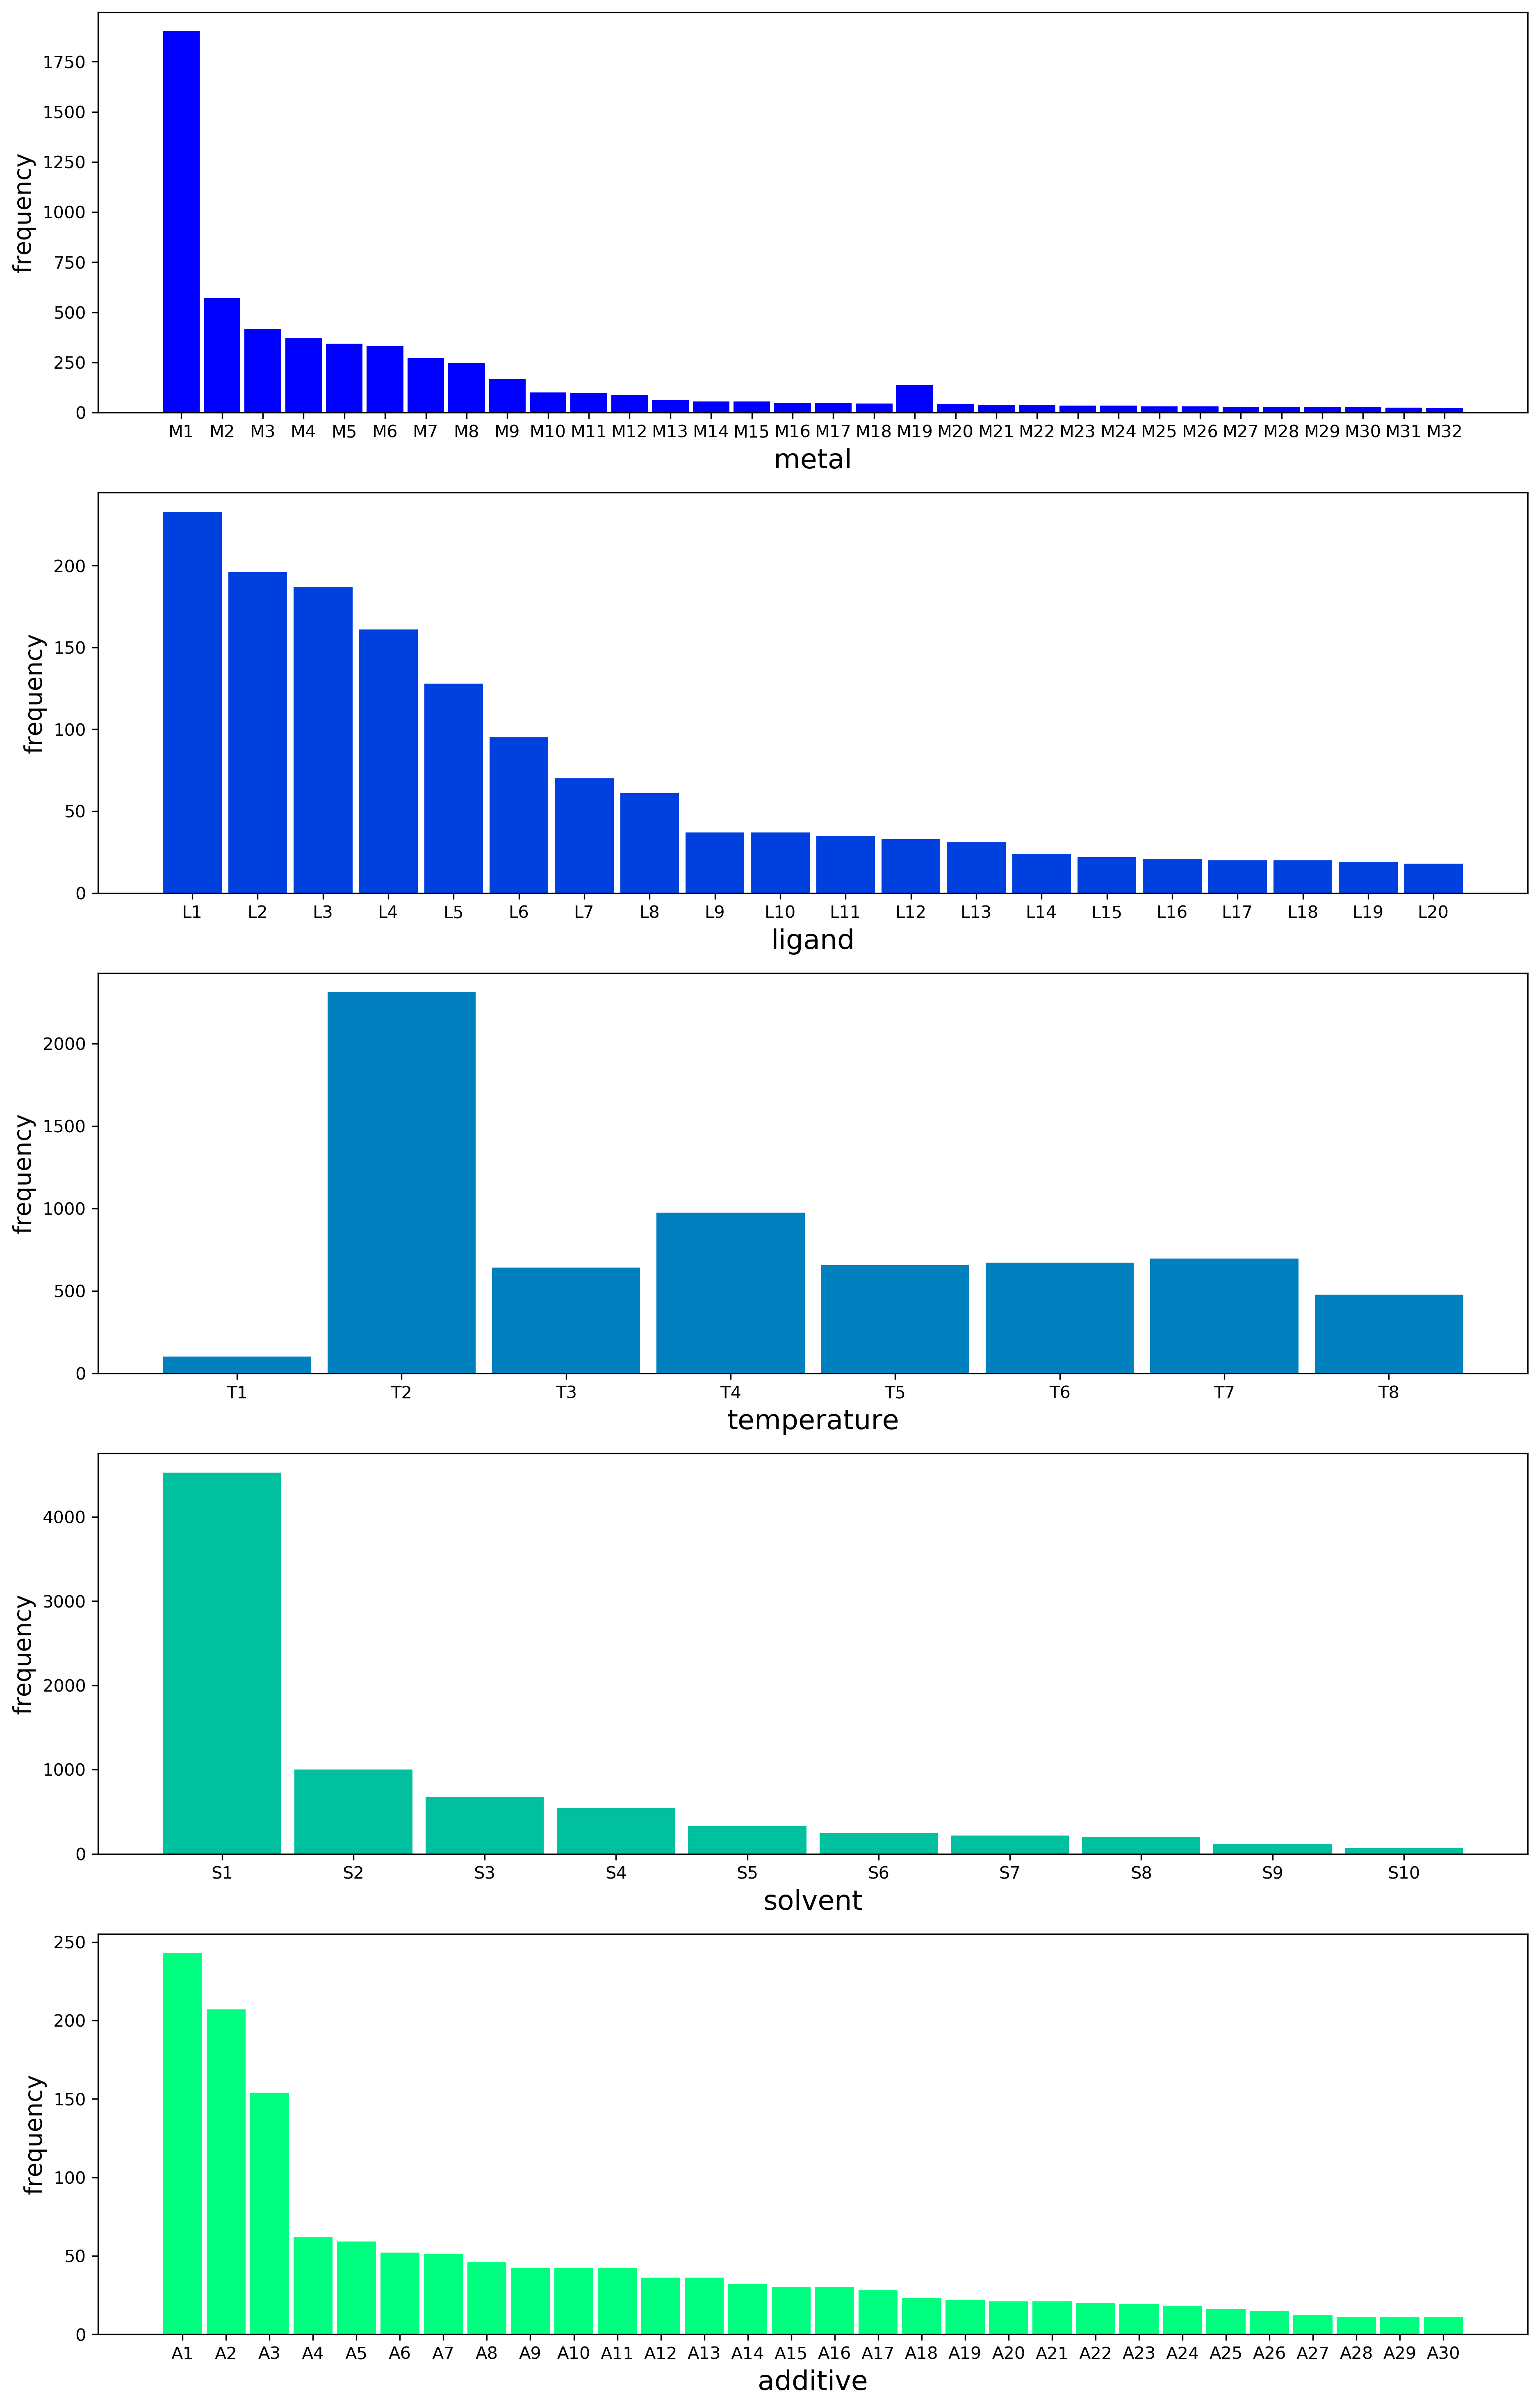 frequency
1750
1500
1250
1000
750
500
250
0
M1 M2 M3 M4 M5 M6 M7 M8 M9 M10 M11 M12 M13 M14 M15 M16 M17 M18 M19 M20 M21 M22 M23 M24 M25 M26 M27 M28 M29 M30 M31 M32
metal
frequency
200
150
100
50
0
L1 L2 L3 L4 L5 L6 L7 L8 L9 L10 L11 L12 L13 L14 L15 L16 L17 L18 L19 L20
ligand
frequency
2000
1500
1000
500
0
T1 T2 T3 T4 T5 T6 T7 T8
temperature
frequency
4000
3000
2000
1000
0
S1 S2 S3 S4 S5 S6 S7 S8 S9 S10
solvent
frequency
250
200
150
100
50
0
A1 A2 A3 A4 A5 A6 A7 A8 A9 A10 A11 A12 A13 A14 A15 A16 A17 A18 A19 A20 A21 A22 A23 A24 A25 A26 A27 A28 A29 A30
additive